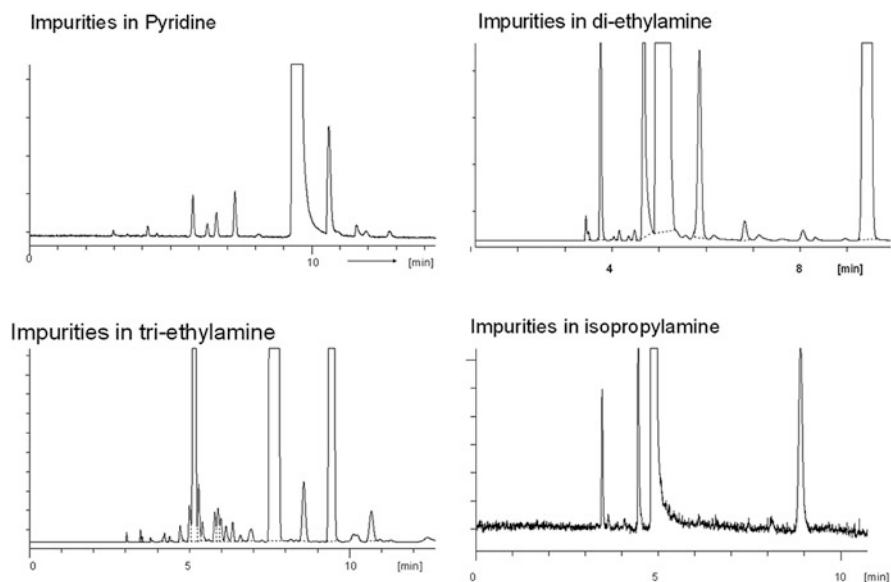 Impurities in Pyridine
0
10
[min]
Impurities in di-ethylamine
4
8
[min]
Impurities in tri-ethylamine
0
5
10
[min]
Impurities in isopropylamine
0
5
10
[min]